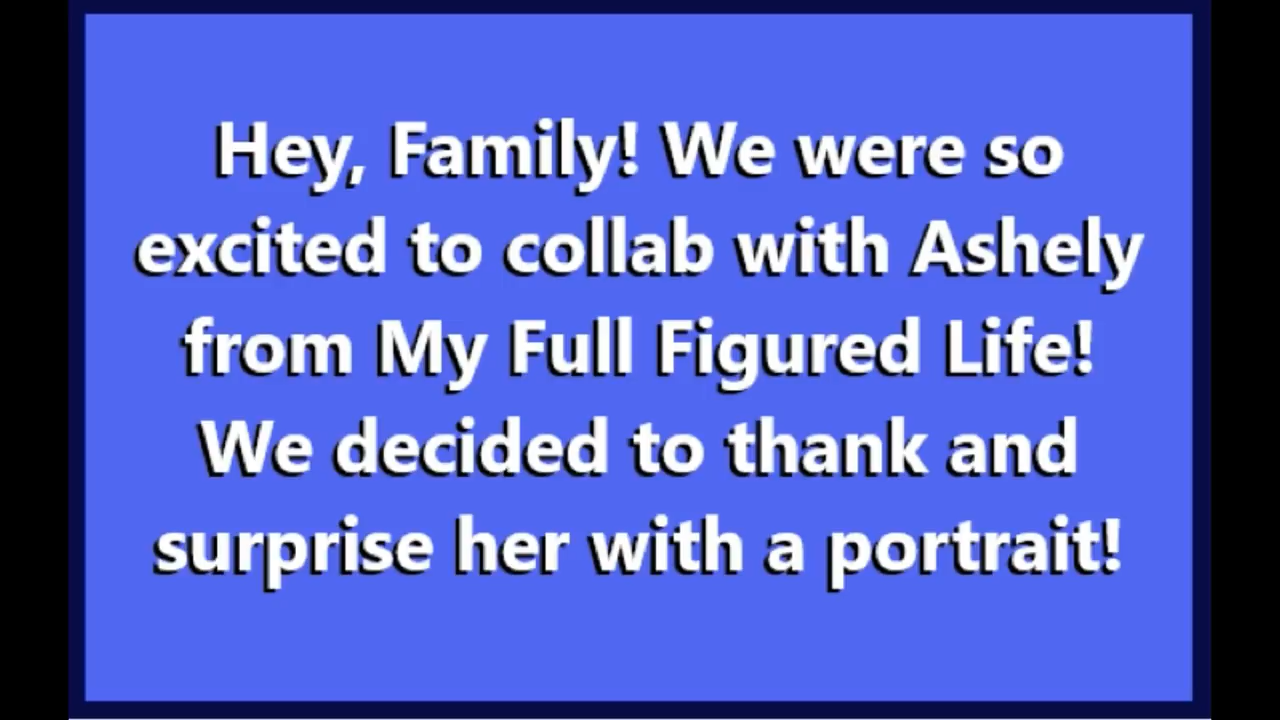 Hey, Family! We were so
excited to collab with Ashely
from My Full Figured Life!
We decided to thank and
surprise her with a portrait!